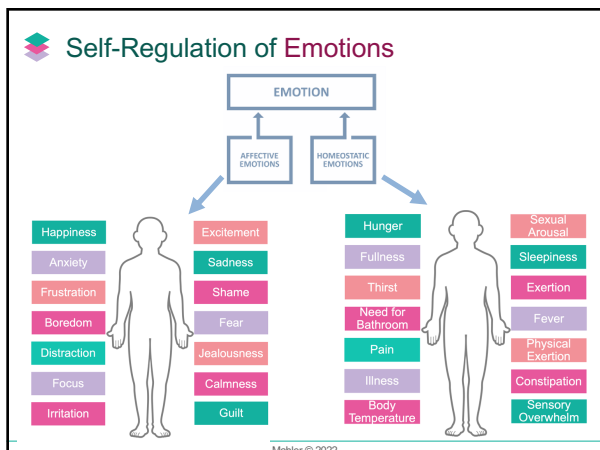 Self-Regulation of Emotions
EMOTION
AFFECTIVE
EMOTIONS
HOMEOSTATIC
EMOTIONS
Happiness
Anxiety
Frustration
Boredom
Distraction
Focus
Irritation
Excitement
Sadness
Shame
Fear
Jealousness
Calmness
Guilt
Hunger
Fullness
Thirst
Need for
Bathroom
Pain
Illness
Body
Temperature
Sexual
Arousal
Sleepiness
Exertion
Fever
Physical
Exertion
Constipation
Sensory
Overwhelm
Mahler © 2022